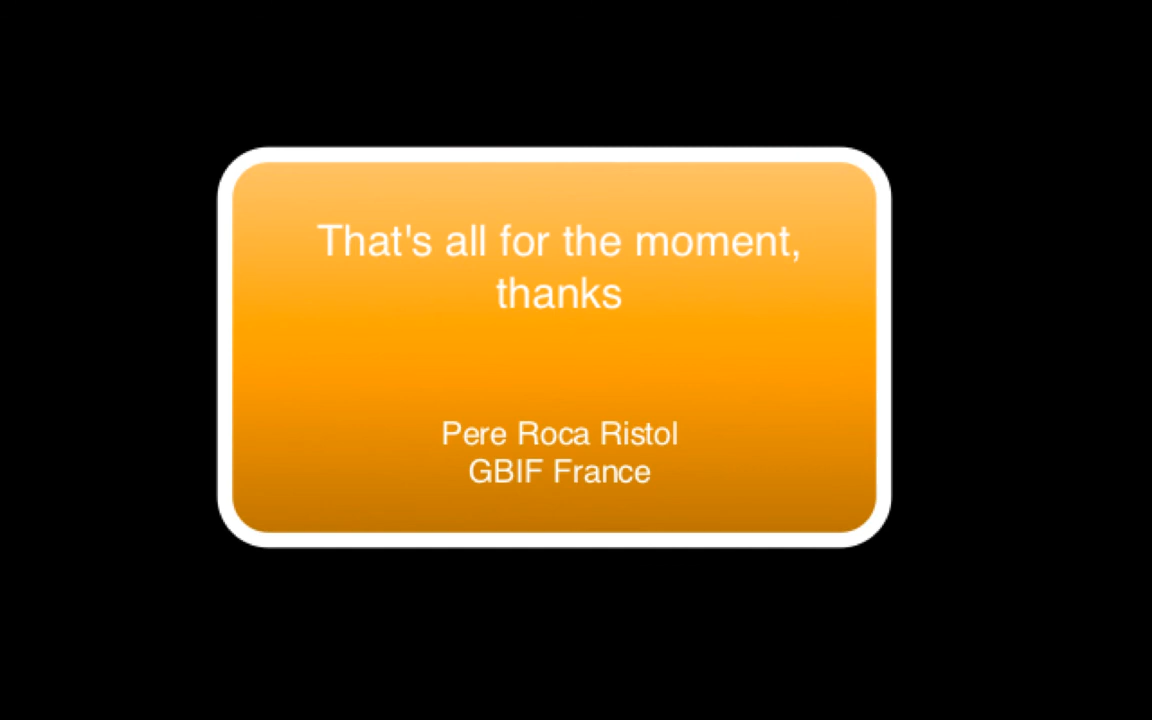 That's all for the moment,
thanks
Pere Roca Ristol
GBIF France